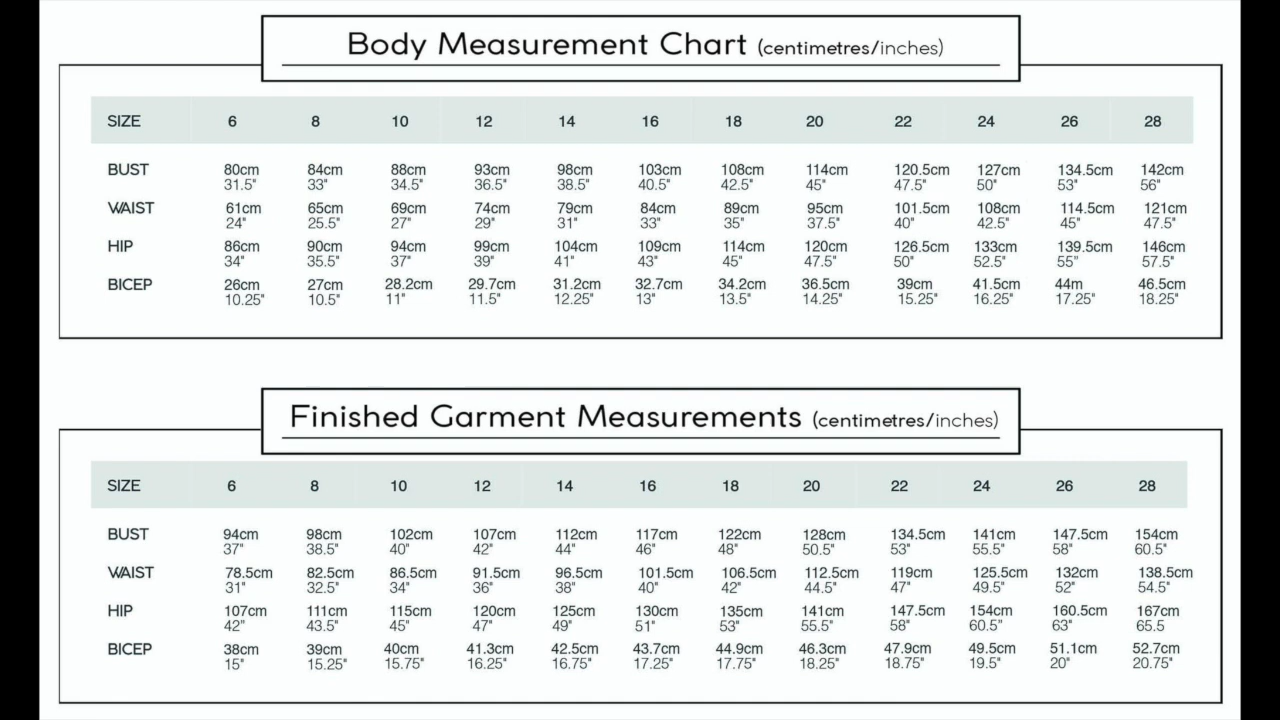 Body Measurement Chart (centimetres/inches)
SIZE 6 8 10 12 14 16 18 20 22 24 26 28
BUST 80cm 84cm 88cm 93cm 98cm 103cm 108cm 114cm 120.5cm 127cm 134.5cm 142cm
31.5" 33" 34.5" 36.5" 38.5" 40.5" 42.5" 45" 47.5" 50" 53" 56"
WAIST 61cm 65cm 69cm 74cm 79cm 84cm 89cm 95cm 101.5cm 108cm 114.5cm 121cm
24" 25.5" 27" 29" 31" 33" 35" 37.5" 40" 42.5" 45" 47.5"
HIP 86cm 90cm 94cm 99cm 104cm 109cm 114cm 120cm 126.5cm 133cm 139.5cm 146cm
34" 35.5" 37" 39" 41" 43" 45" 47.5" 50" 52.5" 55” 57.5"
BICEP 26cm 27cm 28.2cm 29.7cm 31.2cm 32.7cm 34.2cm 36.5cm 39cm 41.5cm 44m 46.5cm
10.25" 10.5" 11" 11.5" 12.25" 13" 13.5" 14.25" 15.25" 16.25" 17.25" 18.25"
Finished Garment Measurements (centimetres/inches)
SIZE 6 8 10 12 14 16 18 20 22 24 26 28
BUST 94cm 98cm 102cm 107cm 112cm 117cm 122cm 128cm 134.5cm 141cm 147.5cm 154cm
37" 38.5" 40" 42" 44" 46" 48" 50.5" 53" 55.5" 58" 60.5"
WAIST 78.5cm 82.5cm 86.5cm 91.5cm 96.5cm 101.5cm 106.5cm 112.5cm 119cm 125.5cm 132cm 138.5cm
31" 32.5" 34" 36" 38" 40" 42" 44.5" 47" 49.5" 52" 54.5"
HIP 107cm 111cm 115cm 120cm 125cm 130cm 135cm 141cm 147.5cm 154cm 160.5cm 167cm
42" 43.5" 45" 47" 49" 51" 53" 55.5" 58" 60.5" 63" 65.5
BICEP 38cm 39cm 40cm 41.3cm 42.5cm 43.7cm 44.9cm 46.3cm 47.9cm 49.5cm 51.1cm 52.7cm
15" 15.25" 15.75" 16.25" 16.75" 17.25" 17.75" 18.25" 18.75" 19.5" 20" 20.75"